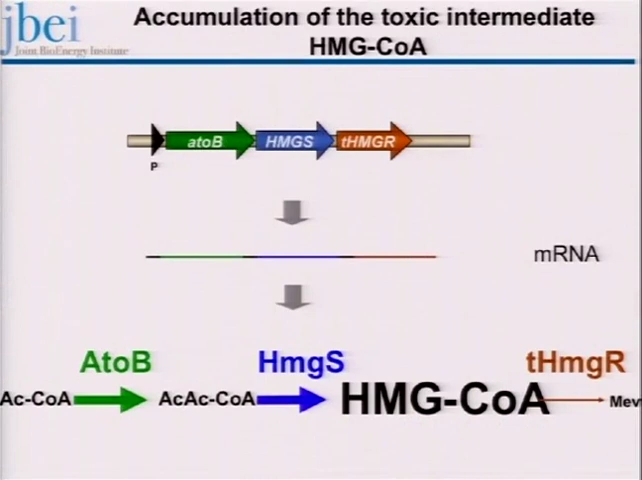 jbei
Joint BioEnergy Institute
Accumulation of the toxic intermediate
HMG-CoA
atoB HMGS tHMGR
P
mRNA
AtoB HmgS tHmgR
Ac-CoA AcAc-CoA HMG-CoA Mev